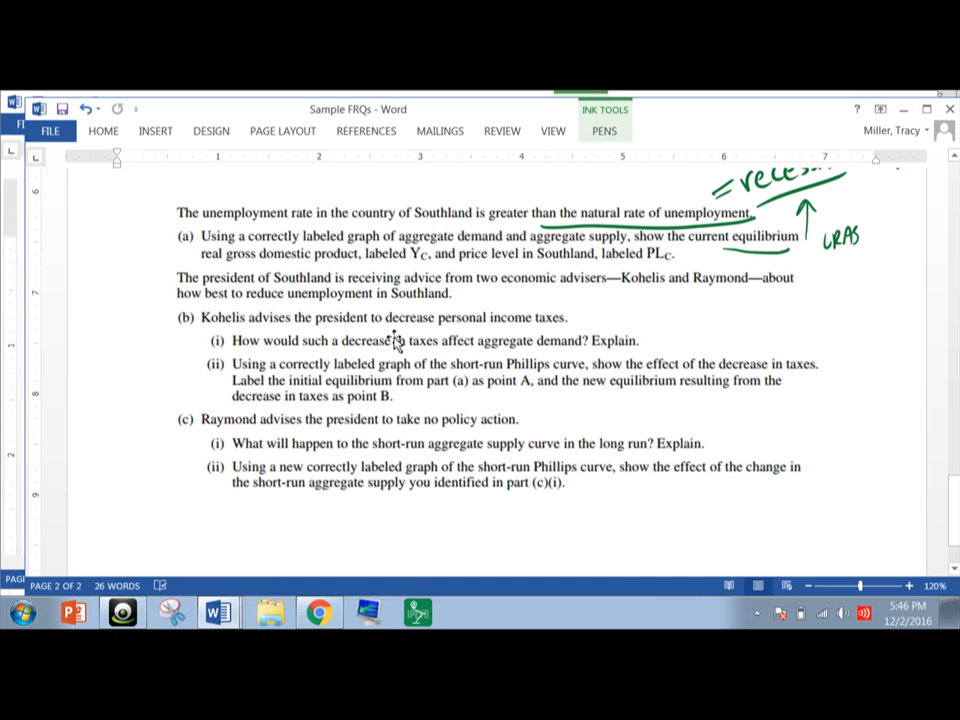 Sample FRQs - Word
INK TOOLS
FILE
HOME
INSERT
DESIGN
PAGE LAYOUT
REFERENCES
MAILINGS
REVIEW
VIEW
PENS
Miller, Tracy
1 2 3 4 5 6 7
The unemployment rate in the country of Southland is greater than the natural rate of unemployment.
(a) Using a correctly labeled graph of aggregate demand and aggregate supply, show the current equilibrium
LRAS
real gross domestic product, labeled YC, and price level in Southland, labeled PLC.
The president of Southland is receiving advice from two economic advisers—Kohelis and Raymond—about
how best to reduce unemployment in Southland.
(b) Kohelis advises the president to decrease personal income taxes.
(i) How would such a decrease in taxes affect aggregate demand? Explain.
(ii) Using a correctly labeled graph of the short-run Phillips curve, show the effect of the decrease in taxes.
Label the initial equilibrium from part (a) as point A, and the new equilibrium resulting from the
decrease in taxes as point B.
(c) Raymond advises the president to take no policy action.
(i) What will happen to the short-run aggregate supply curve in the long run? Explain.
(ii) Using a new correctly labeled graph of the short-run Phillips curve, show the effect of the change in
the short-run aggregate supply you identified in part (c)(i).
PAGE 2 OF 2
26 WORDS
120%
5:46 PM
12/2/2016